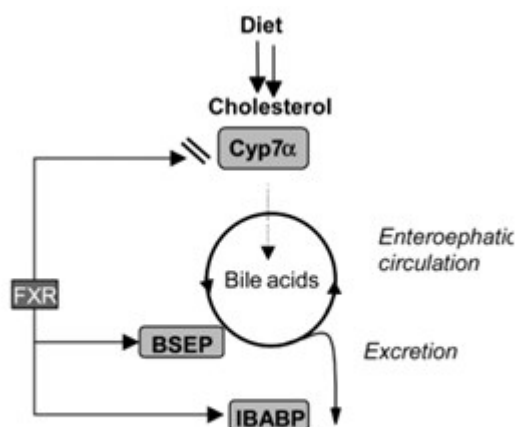 Diet
Cholesterol
Cyp7α
Enteroephatic
circulation
Bile acids
FXR
BSEP
Excretion
IBABP